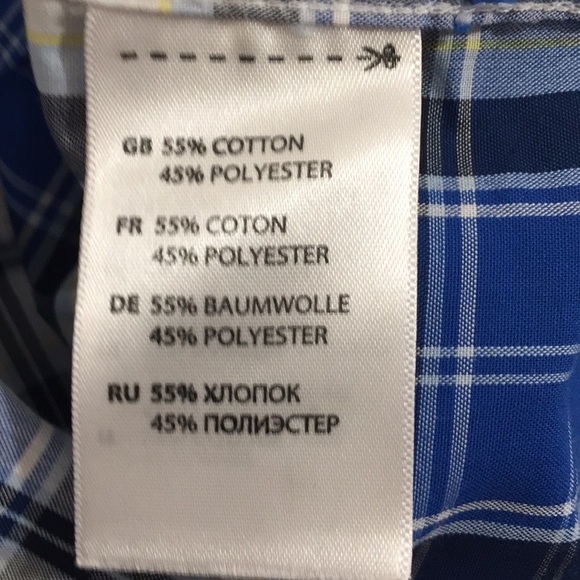 GB 55% COTTON
45% POLYESTER
FR 55% COTON
45% POLYESTER
DE 55% BAUMWOLLE
45% POLYESTER
RU 55% ХЛОПОК
45% ПОЛИЭСТЕР